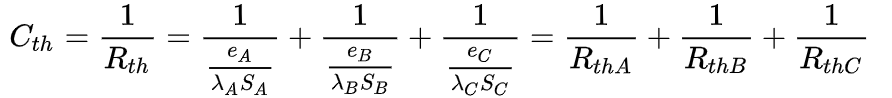 $C_{th} = \frac{1}{R_{th}} = \frac{1}{\frac{e_A}{\lambda_A S_A}} + \frac{1}{\frac{e_B}{\lambda_B S_B}} + \frac{1}{\frac{e_C}{\lambda_C S_C}} = \frac{1}{R_{thA}} + \frac{1}{R_{thB}} + \frac{1}{R_{thC}}$